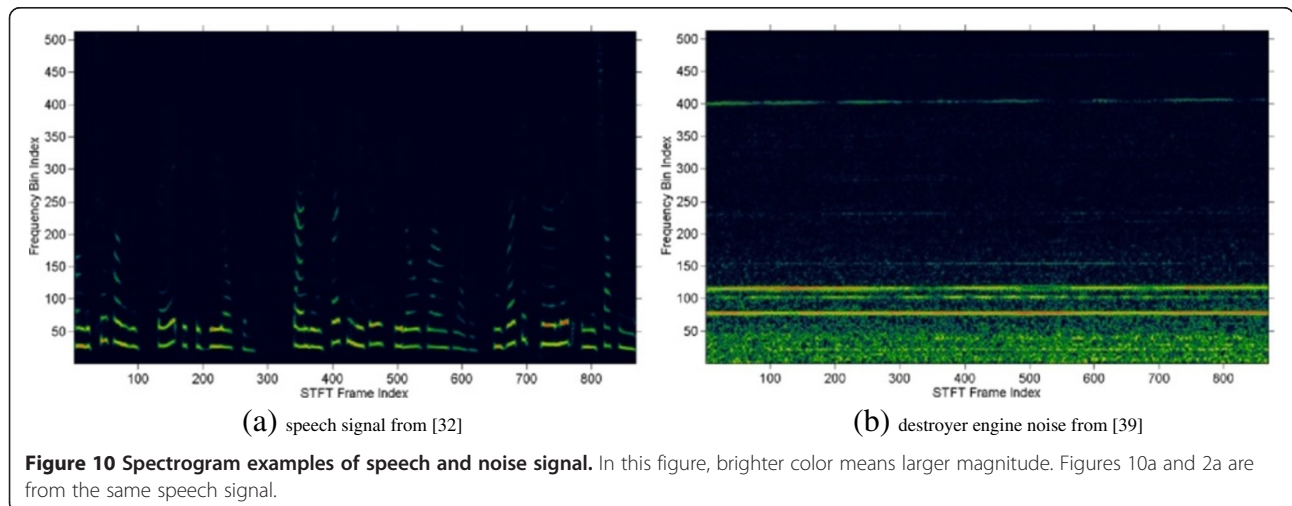 500
450
400
350
300
250
200
150
100
50
Frequency Bin Index
100 200 300 400 500 600 700 800
STFT Frame Index
(a) speech signal from [32]
500
450
400
350
300
250
200
150
100
50
Frequency Bin Index
100 200 300 400 500 600 700 800
STFT Frame Index
(b) destroyer engine noise from [39]
Figure 10 Spectrogram examples of speech and noise signal. In this figure, brighter color means larger magnitude. Figures 10a and 2a are
from the same speech signal.